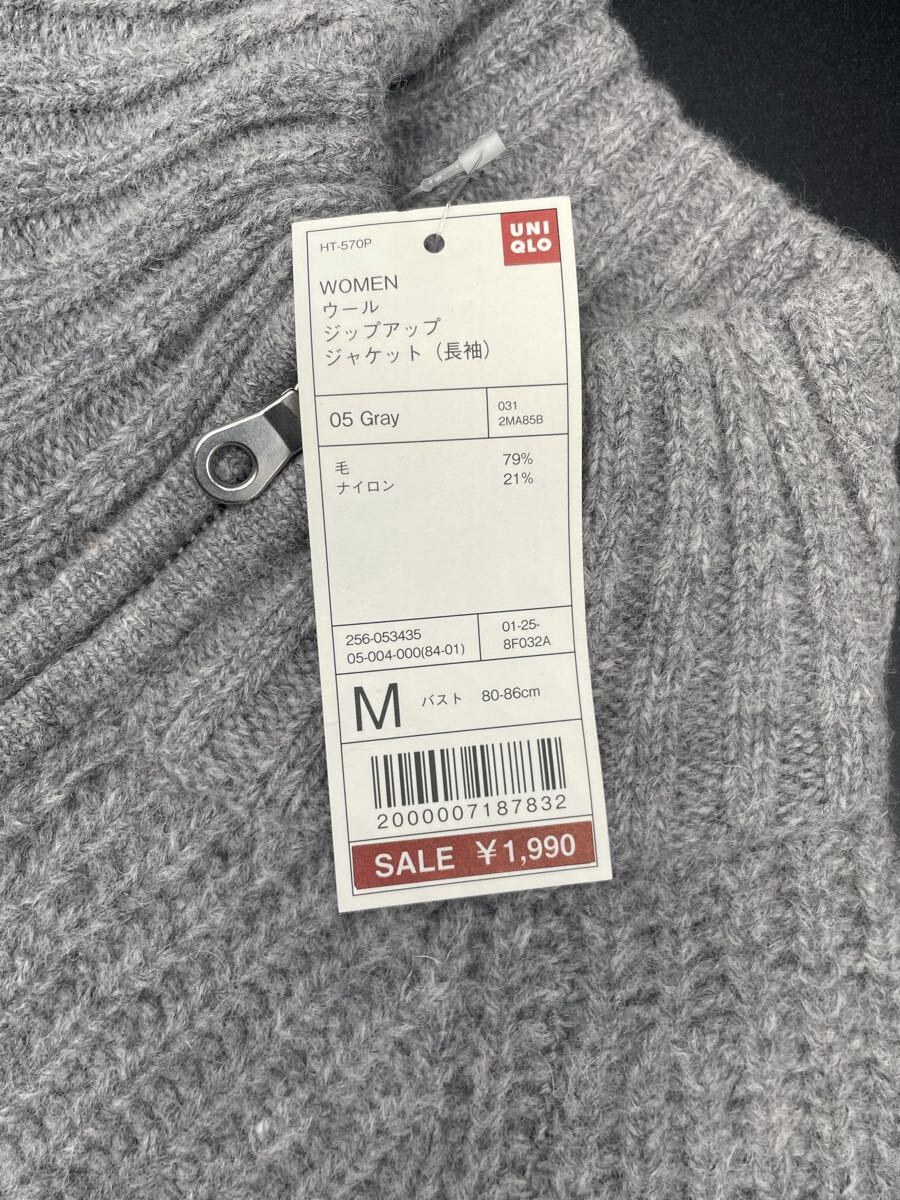 HT-570P
UNI
QLO
WOMEN
ウール
ジップアップ
ジャケット（長袖）
05 Gray
031
2MA85B
毛 79%
ナイロン 21%
256-053435
05-004-000(84-01)
01-25-
8F032A
M バスト 80-86cm
2000007187832
SALE ¥1,990